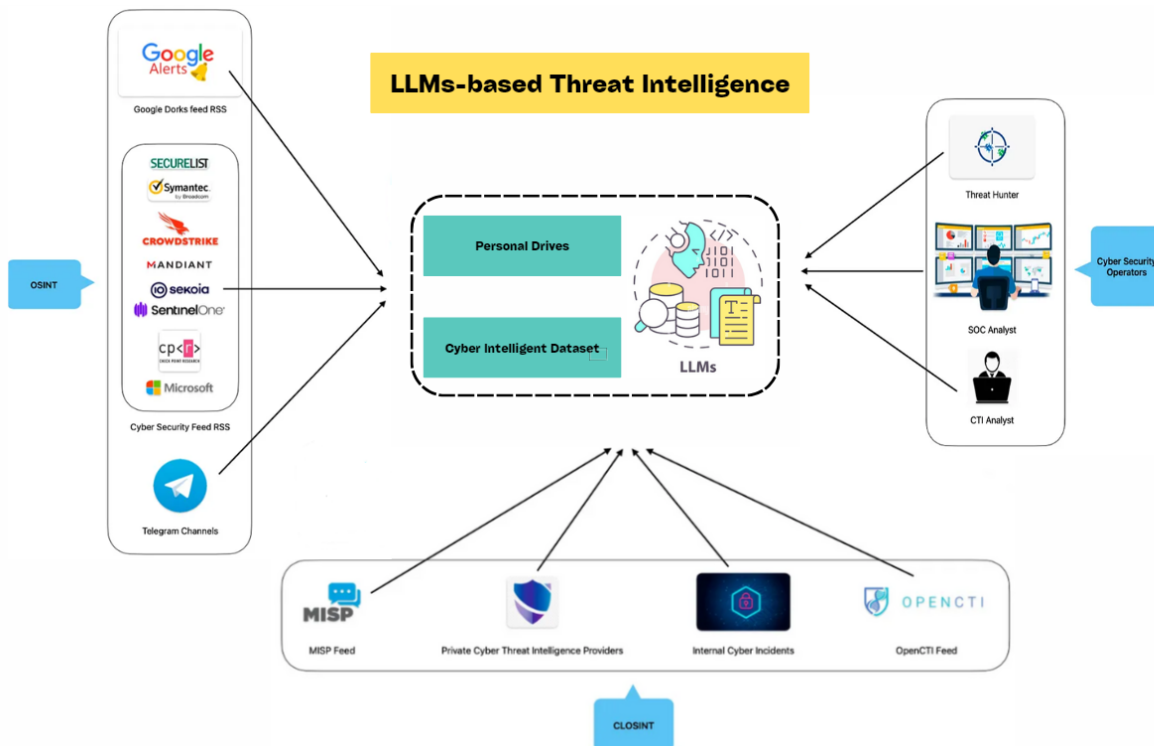 LLMs-based Threat Intelligence
Google
Alerts
Google Dorks feed RSS
SECURELIST
Symantec.
by Broadcom
CROWDSTRIKE
MANDIANT
sekoia
SentinelOne
cp<r>
CHECK POINT RESEARCH
Microsoft
Cyber Security Feed RSS
Telegram Channels
OSINT
Personal Drives
Cyber Intelligent Dataset
</>
1101
1011
1011
T
LLMs
Threat Hunter
SOC Analyst
CTI Analyst
Cyber Security
Operators
MISP
MISP Feed
Private Cyber Threat Intelligence Providers
Internal Cyber Incidents
OPENCTI
OpenCTI Feed
CLOSINT